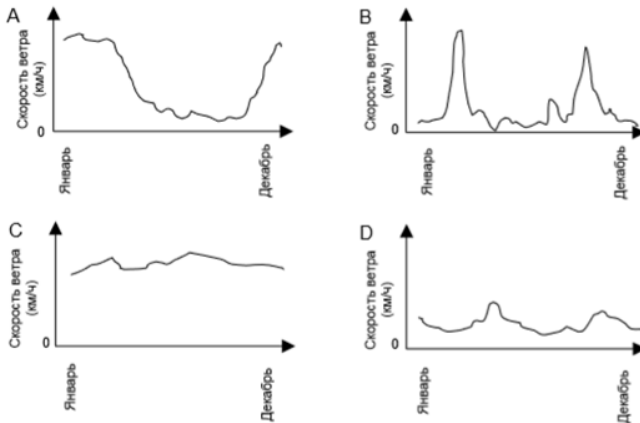 A
Скорость ветра
(км/ч)
0
Январь
Декабрь
B
Скорость ветра
(км/ч)
0
Январь
Декабрь
C
Скорость ветра
(км/ч)
0
Январь
Декабрь
D
Скорость ветра
(км/ч)
0
Январь
Декабрь